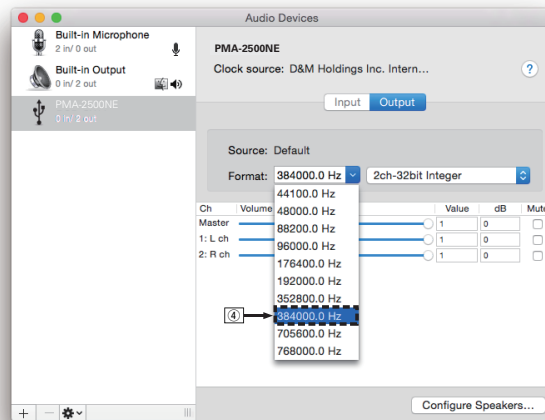 Audio Devices
Built-in Microphone
2 in/ 0 out
Built-in Output
0 in/ 2 out
PMA-2500NE
0 in/ 2 out
PMA-2500NE
Clock source: D&M Holdings Inc. Intern...
?
Input Output
Source: Default
Format: 384000.0 Hz 2ch-32bit Integer
44100.0 Hz
48000.0 Hz
88200.0 Hz
96000.0 Hz
176400.0 Hz
192000.0 Hz
352800.0 Hz
④ 384000.0 Hz
705600.0 Hz
768000.0 Hz
Ch Volume Value dB Mute
Master 1 0
1: L ch 1 0
2: R ch 1 0
Configure Speakers...